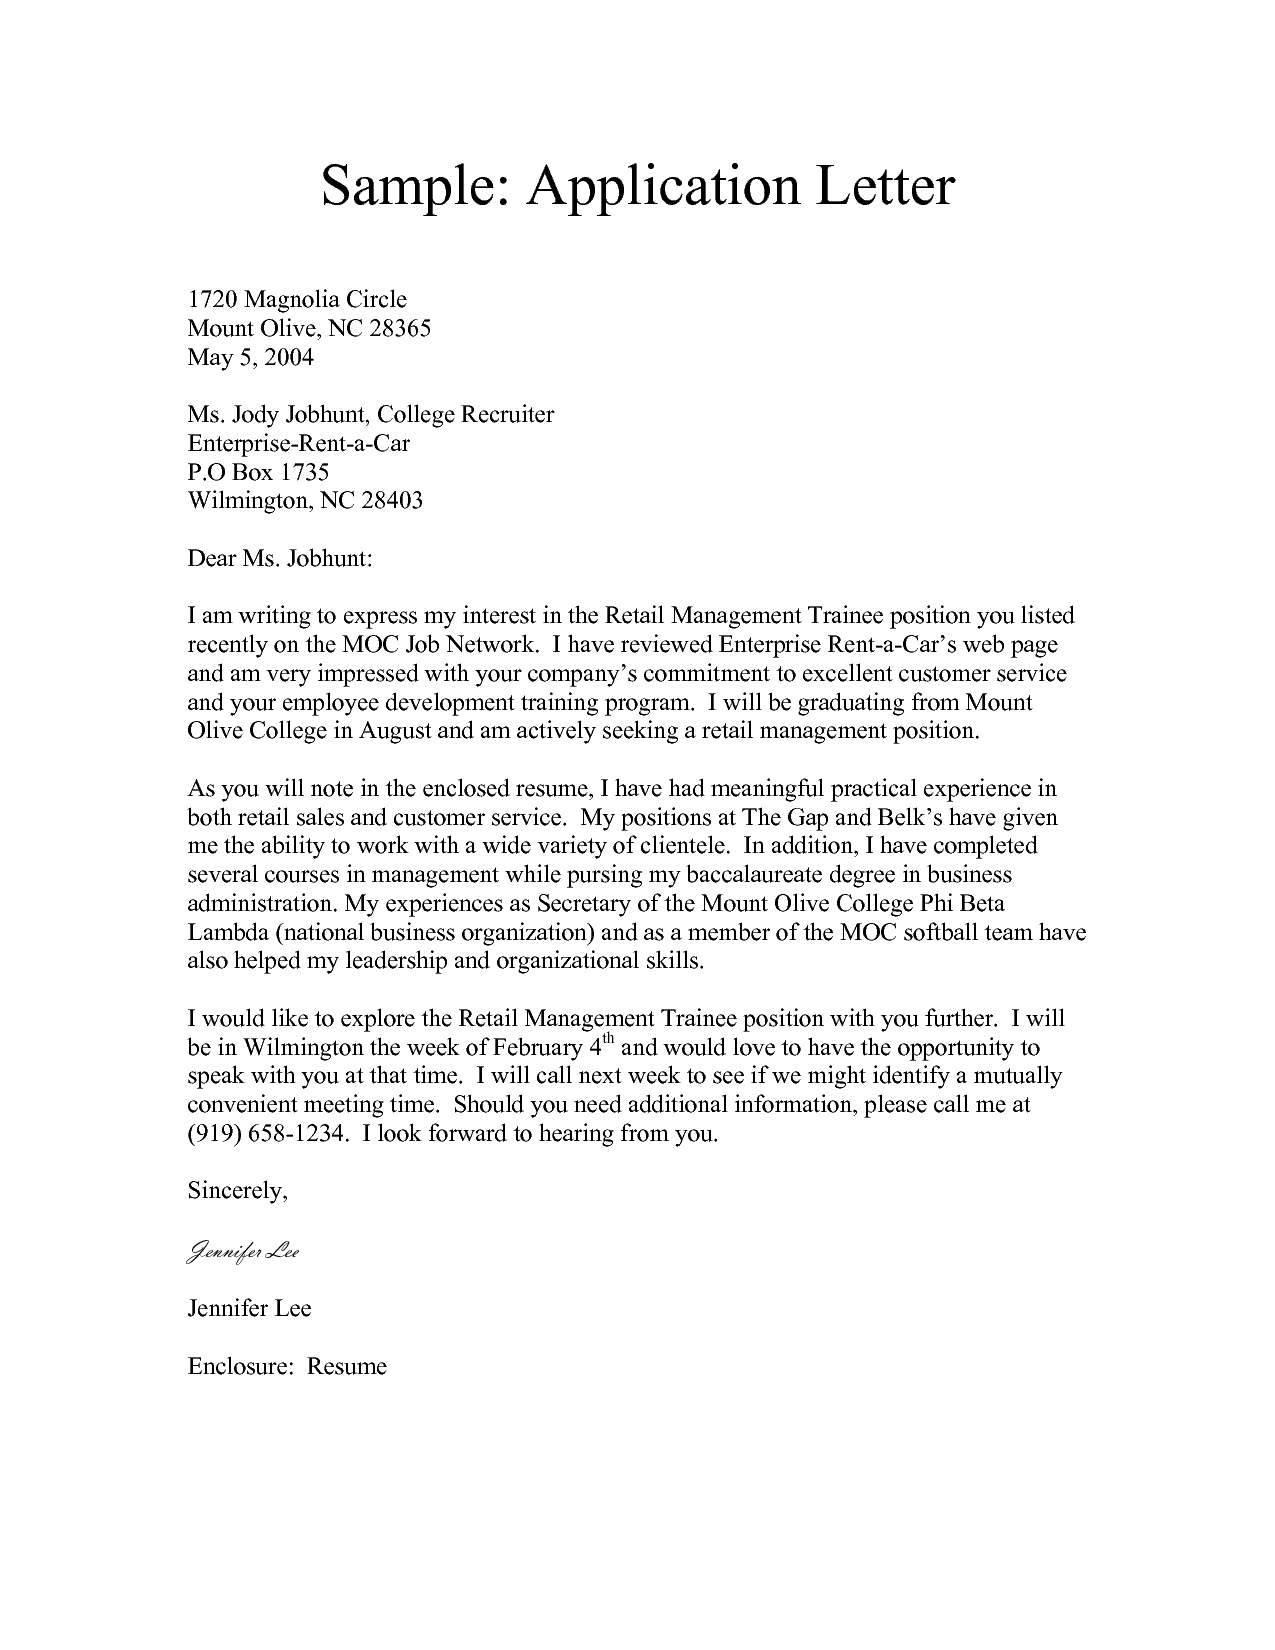 Sample: Application Letter
1720 Magnolia Circle
Mount Olive, NC 28365
May 5, 2004
Ms. Jody Jobhunt, College Recruiter
Enterprise-Rent-a-Car
P.O Box 1735
Wilmington, NC 28403
Dear Ms. Jobhunt:
I am writing to express my interest in the Retail Management Trainee position you listed
recently on the MOC Job Network.  I have reviewed Enterprise Rent-a-Car’s web page
and am very impressed with your company’s commitment to excellent customer service
and your employee development training program.  I will be graduating from Mount
Olive College in August and am actively seeking a retail management position.
As you will note in the enclosed resume, I have had meaningful practical experience in
both retail sales and customer service.  My positions at The Gap and Belk’s have given
me the ability to work with a wide variety of clientele.  In addition, I have completed
several courses in management while pursing my baccalaureate degree in business
administration. My experiences as Secretary of the Mount Olive College Phi Beta
Lambda (national business organization) and as a member of the MOC softball team have
also helped my leadership and organizational skills.
I would like to explore the Retail Management Trainee position with you further.  I will
be in Wilmington the week of February 4th and would love to have the opportunity to
speak with you at that time.  I will call next week to see if we might identify a mutually
convenient meeting time.  Should you need additional information, please call me at
(919) 658-1234.  I look forward to hearing from you.
Sincerely,
Jennifer Lee
Jennifer Lee
Enclosure:  Resume